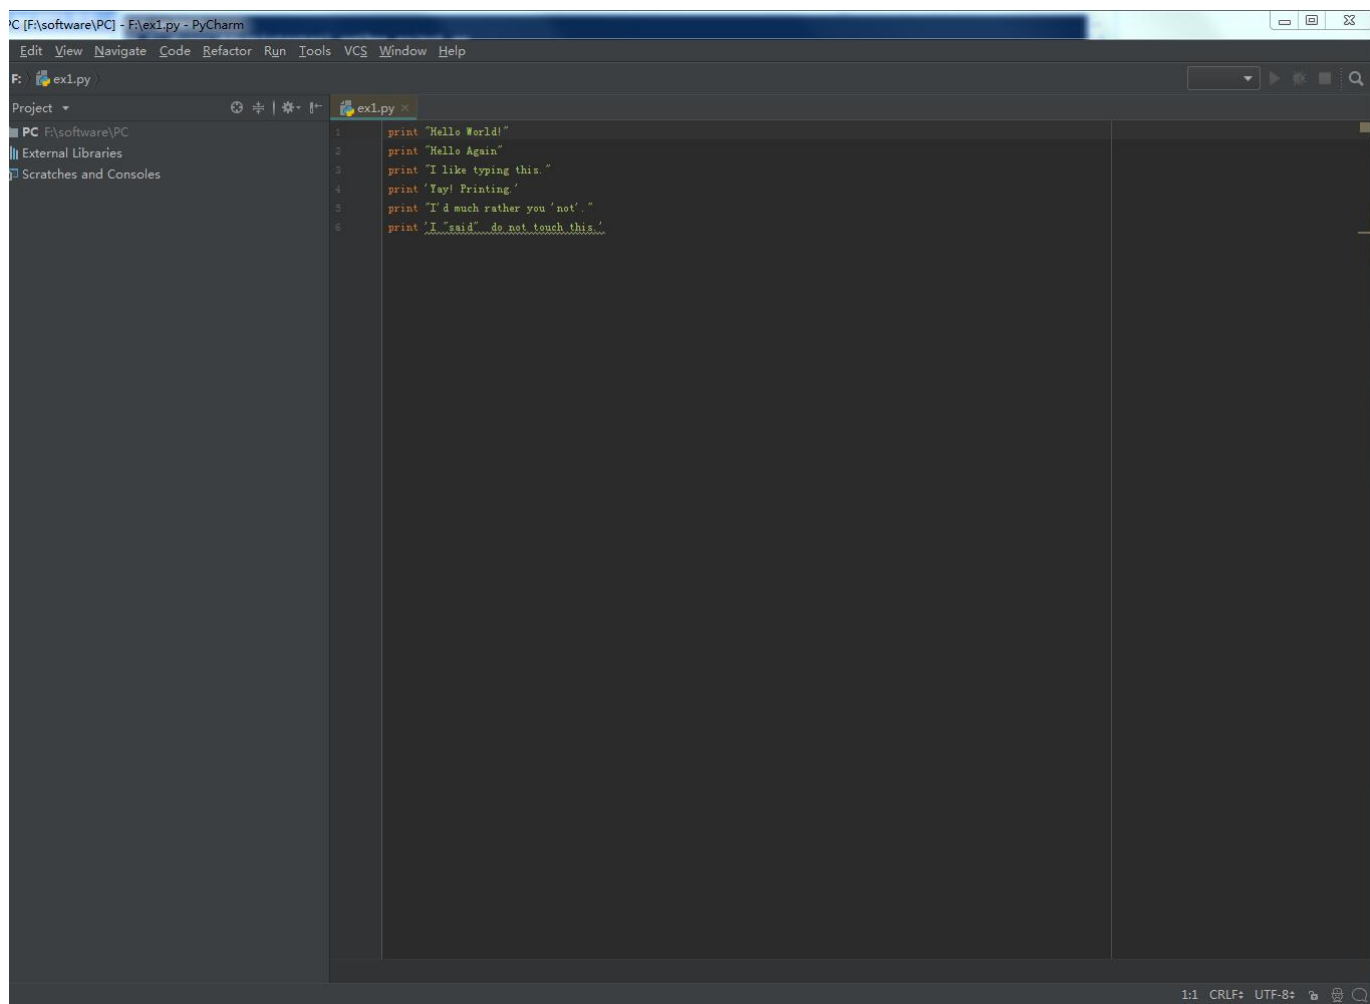 PC [F:\software\PC] - F:\ex1.py - PyCharm
Edit View Navigate Code Refactor Run Tools VCS Window Help
F: ex1.py
Project
ex1.py
PC F:\software\PC
External Libraries
Scratches and Consoles
1 print "Hello World!"
2 print "Hello Again"
3 print "I like typing this."
4 print 'Yay! Printing.'
5 print "I'd much rather you 'not'."
6 print 'I "said" do not touch this.'
1:1 CRLF UTF-8